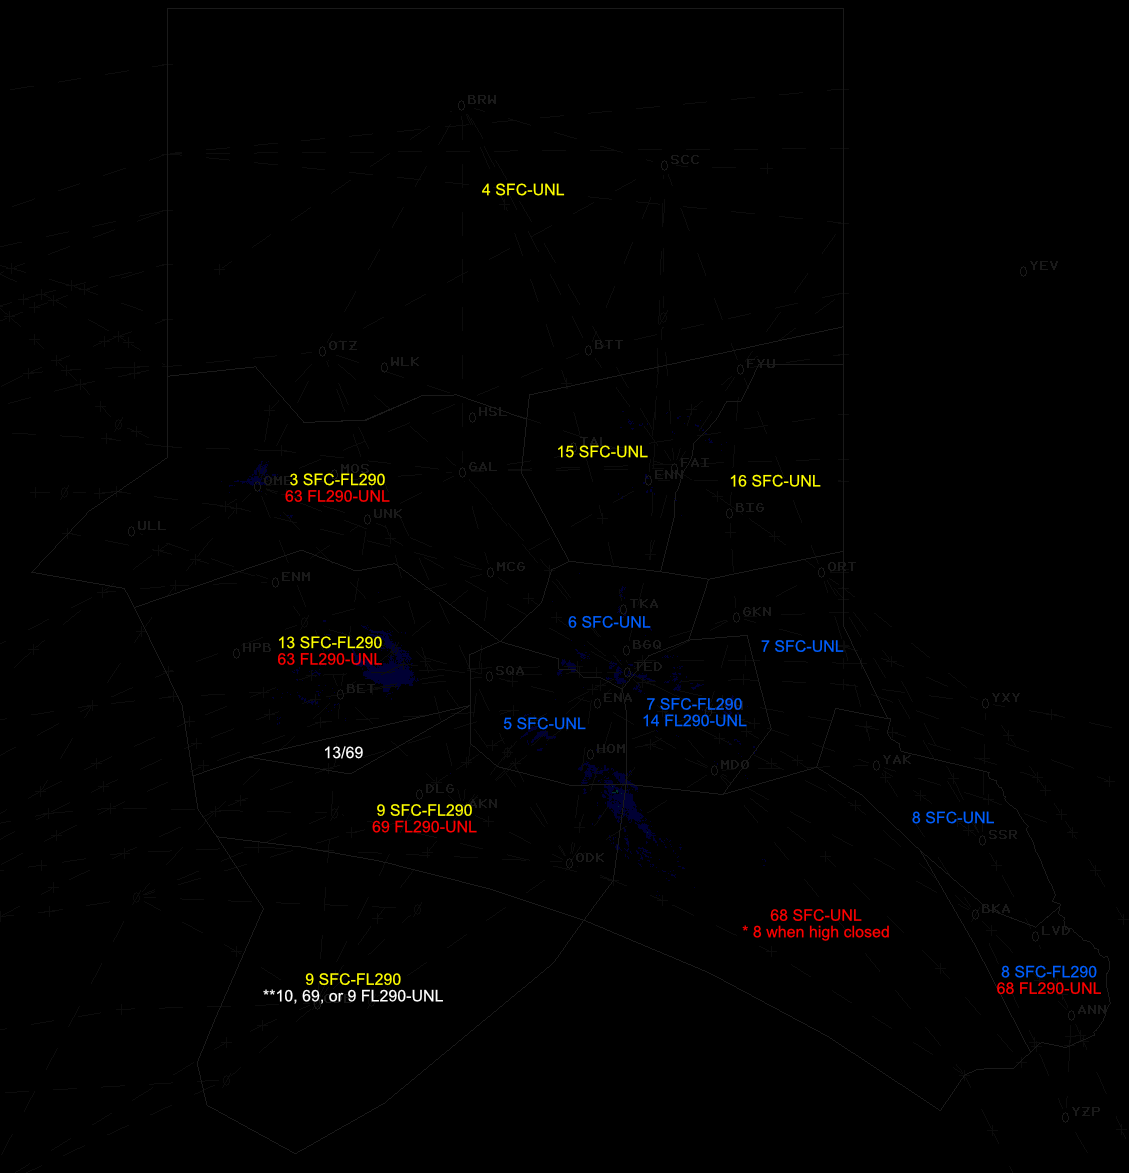 BRW
SCC
4 SFC-UNL
YEV
OTZ
BTT
WLK
FYU
HSL
TAL
15 SFC-UNL
FAI
MOS
GAL
ENN
OME
3 SFC-FL290
16 SFC-UNL
63 FL290-UNL
BIG
UNK
ULL
MCG
ORT
ENM
TKA
GKN
6 SFC-UNL
13 SFC-FL290
HPB
BGQ
7 SFC-UNL
63 FL290-UNL
SQA
TED
BET
ENA
7 SFC-FL290
YXY
5 SFC-UNL
14 FL290-UNL
13/69
HOM
MDO
YAK
DLG
AKN
9 SFC-FL290
8 SFC-UNL
69 FL290-UNL
SSR
ODK
68 SFC-UNL
BKA
* 8 when high closed
LVD
9 SFC-FL290
8 SFC-FL290
**10, 69, or 9 FL290-UNL
68 FL290-UNL
ANN
YZP